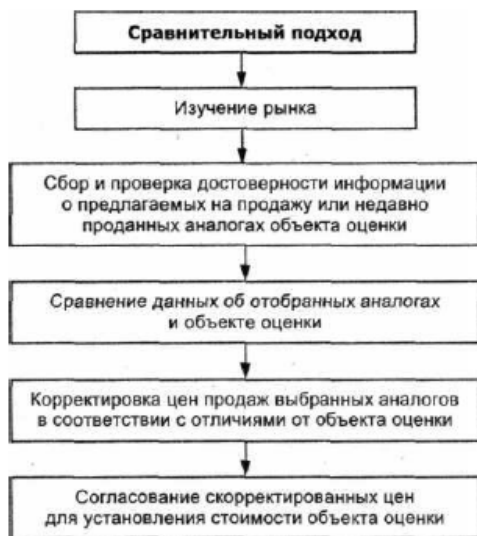 Сравнительный подход
Изучение рынка
Сбор и проверка достоверности информации
о предлагаемых на продажу или недавно
проданных аналогах объекта оценки
Сравнение данных об отобранных аналогах
и объекте оценки
Корректировка цен продаж выбранных аналогов
в соответствии с отличиями от объекта оценки
Согласование скорректированных цен
для установления стоимости объекта оценки